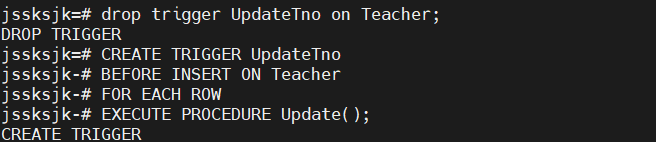 jssksjk=# drop trigger UpdateTno on Teacher;
DROP TRIGGER
jssksjk=# CREATE TRIGGER UpdateTno
jssksjk-# BEFORE INSERT ON Teacher
jssksjk-# FOR EACH ROW
jssksjk-# EXECUTE PROCEDURE Update();
CREATE TRIGGER